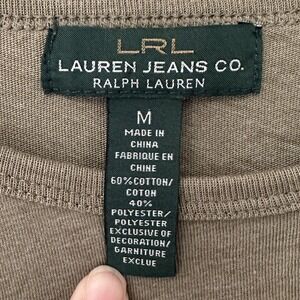 LRL
LAUREN JEANS CO.
RALPH LAUREN
M
MADE IN
CHINA
FABRIQUE EN
CHINE
60% COTTON/
COTON
40%
POLYESTER/
POLYESTER
EXCLUSIVE OF
DECORATION/
GARNITURE
EXCLUE